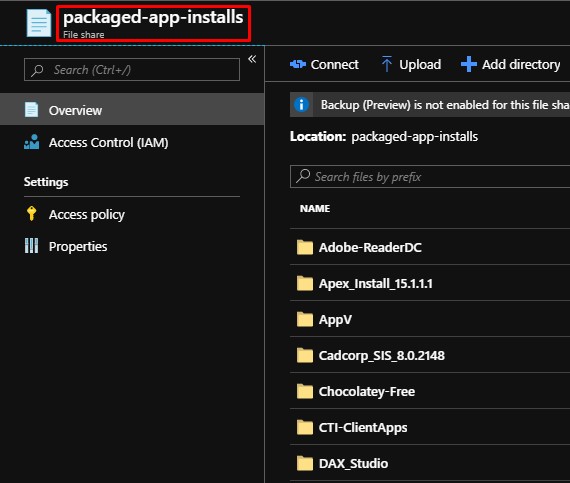 packaged-app-installs
File share
Search (Ctrl+/)
«
Overview
Access Control (IAM)
Settings
Access policy
Properties
Connect
Upload
Add directory
Backup (Preview) is not enabled for this file sha
Location: packaged-app-installs
Search files by prefix
NAME
Adobe-ReaderDC
Apex_Install_15.1.1.1
AppV
Cadcorp_SIS_8.0.2148
Chocolatey-Free
CTI-ClientApps
DAX_Studio